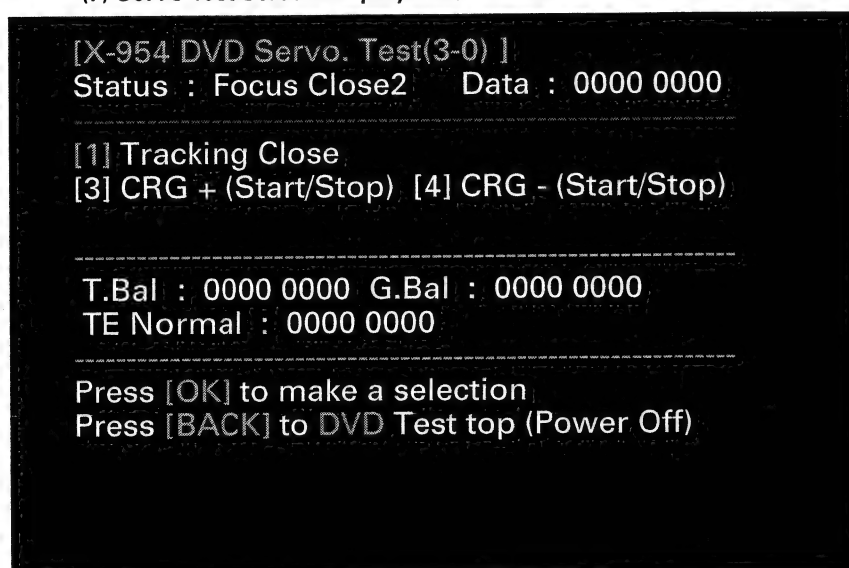 [X-954 DVD Servo. Test(3-0) ]
Status : Focus Close2 Data : 0000 0000
[1] Tracking Close
[3] CRG + (Start/Stop) [4] CRG - (Start/Stop)
T.Bal : 0000 0000 G.Bal : 0000 0000
TE Normal : 0000 0000
Press [OK] to make a selection
Press [BACK] to DVD Test top (Power Off)